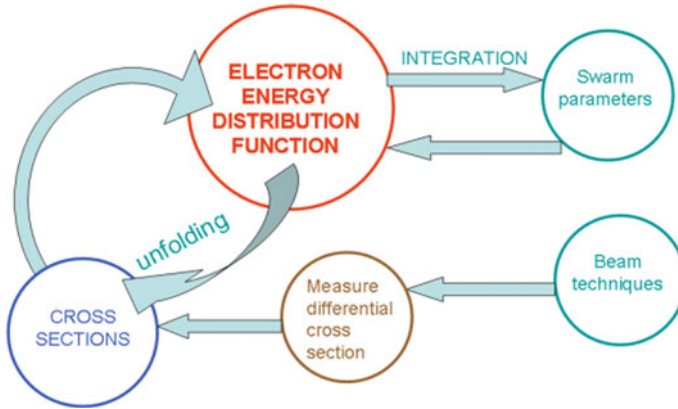 ELECTRON
ENERGY
DISTRIBUTION
FUNCTION
INTEGRATION
Swarm
parameters
unfolding
Beam
techniques
Measure
differential
cross
section
CROSS
SECTIONS